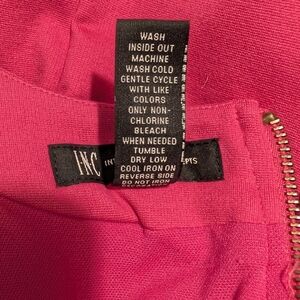 WASH
INSIDE OUT
MACHINE
WASH COLD
GENTLE CYCLE
WITH LIKE
COLORS
ONLY NON-
CHLORINE
BLEACH
WHEN NEEDED
TUMBLE
DRY LOW
COOL IRON ON
REVERSE SIDE
DO NOT IRON
I·N·C